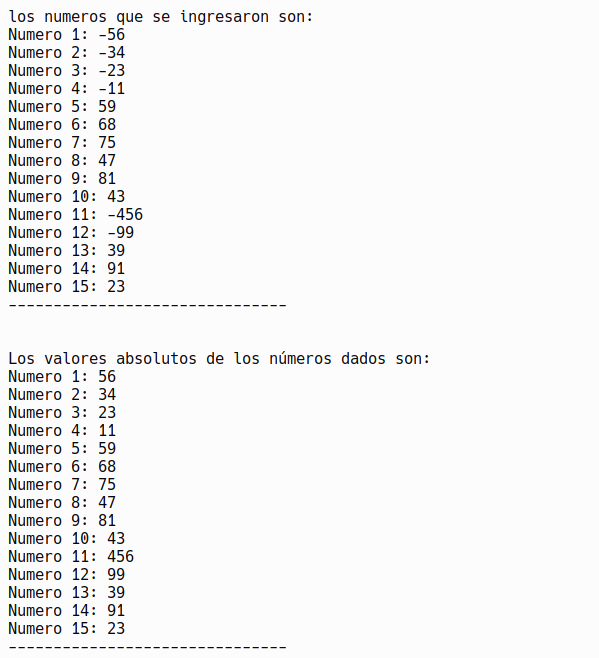 los numeros que se ingresaron son:
Numero 1: -56
Numero 2: -34
Numero 3: -23
Numero 4: -11
Numero 5: 59
Numero 6: 68
Numero 7: 75
Numero 8: 47
Numero 9: 81
Numero 10: 43
Numero 11: -456
Numero 12: -99
Numero 13: 39
Numero 14: 91
Numero 15: 23
-------------------------------
Los valores absolutos de los números dados son:
Numero 1: 56
Numero 2: 34
Numero 3: 23
Numero 4: 11
Numero 5: 59
Numero 6: 68
Numero 7: 75
Numero 8: 47
Numero 9: 81
Numero 10: 43
Numero 11: 456
Numero 12: 99
Numero 13: 39
Numero 14: 91
Numero 15: 23
-------------------------------